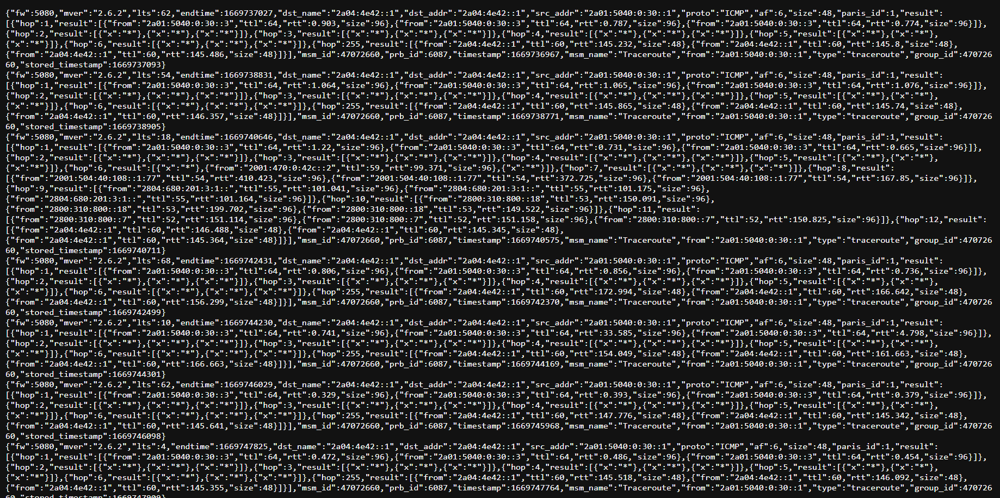 {"fw":5080,"mver":"2.6.2","lts":62,"endtime":1669737027,"dst_name":"2a04:4e42::1","dst_addr":"2a04:4e42::1","src_addr":"2a01:5040:0:30::1","proto":"ICMP","af":6,"size":48,"paris_id":1,"result":
[{"hop":1,"result":[{"from":"2a01:5040:0:30::3","ttl":64,"rtt":0.903,"size":96},{"from":"2a01:5040:0:30::3","ttl":64,"rtt":0.787,"size":96},{"from":"2a01:5040:0:30::3","ttl":64,"rtt":0.774,"size":96}]},
{"hop":2,"result":[{"x":"*"},{"x":"*"},{"x":"*"}]},{"hop":3,"result":[{"x":"*"},{"x":"*"},{"x":"*"}]},{"hop":4,"result":[{"x":"*"},{"x":"*"},{"x":"*"}]},{"hop":5,"result":[{"x":"*"},{"x":"*"},
{"x":"*"}]},{"hop":6,"result":[{"x":"*"},{"x":"*"},{"x":"*"}]},{"hop":255,"result":[{"from":"2a04:4e42::1","ttl":60,"rtt":145.232,"size":48},{"from":"2a04:4e42::1","ttl":60,"rtt":145.8,"size":48},
{"from":"2a04:4e42::1","ttl":60,"rtt":145.486,"size":48}]}],"msm_id":47072660,"prb_id":6087,"timestamp":1669736967,"msm_name":"Traceroute","from":"2a01:5040:0:30::1","type":"traceroute","group_id":470726
60,"stored_timestamp":1669737093}
{"fw":5080,"mver":"2.6.2","lts":54,"endtime":1669738831,"dst_name":"2a04:4e42::1","dst_addr":"2a04:4e42::1","src_addr":"2a01:5040:0:30::1","proto":"ICMP","af":6,"size":48,"paris_id":1,"result":
[{"hop":1,"result":[{"from":"2a01:5040:0:30::3","ttl":64,"rtt":1.064,"size":96},{"from":"2a01:5040:0:30::3","ttl":64,"rtt":1.065,"size":96},{"from":"2a01:5040:0:30::3","ttl":64,"rtt":1.076,"size":96}]},
{"hop":2,"result":[{"x":"*"},{"x":"*"},{"x":"*"}]},{"hop":3,"result":[{"x":"*"},{"x":"*"},{"x":"*"}]},{"hop":4,"result":[{"x":"*"},{"x":"*"},{"x":"*"}]},{"hop":5,"result":[{"x":"*"},{"x":"*"},
{"x":"*"}]},{"hop":6,"result":[{"x":"*"},{"x":"*"},{"x":"*"}]},{"hop":255,"result":[{"from":"2a04:4e42::1","ttl":60,"rtt":145.865,"size":48},{"from":"2a04:4e42::1","ttl":60,"rtt":145.74,"size":48},
{"from":"2a04:4e42::1","ttl":60,"rtt":146.357,"size":48}]}],"msm_id":47072660,"prb_id":6087,"timestamp":1669738771,"msm_name":"Traceroute","from":"2a01:5040:0:30::1","type":"traceroute","group_id":470726
60,"stored_timestamp":1669738905}
{"fw":5080,"mver":"2.6.2","lts":18,"endtime":1669740646,"dst_name":"2a04:4e42::1","dst_addr":"2a04:4e42::1","src_addr":"2a01:5040:0:30::1","proto":"ICMP","af":6,"size":48,"paris_id":1,"result":
[{"hop":1,"result":[{"from":"2a01:5040:0:30::3","ttl":64,"rtt":1.22,"size":96},{"from":"2a01:5040:0:30::3","ttl":64,"rtt":0.731,"size":96},{"from":"2a01:5040:0:30::3","ttl":64,"rtt":0.665,"size":96}]},
{"hop":2,"result":[{"x":"*"},{"x":"*"},{"x":"*"}]},{"hop":3,"result":[{"x":"*"},{"x":"*"},{"x":"*"}]},{"hop":4,"result":[{"x":"*"},{"x":"*"},{"x":"*"}]},{"hop":5,"result":[{"x":"*"},{"x":"*"},
{"x":"*"}]},{"hop":6,"result":[{"x":"*"},{"from":"2001:470:0:42c::2","ttl":59,"rtt":99.371,"size":96},{"x":"*"}]},{"hop":7,"result":[{"x":"*"},{"x":"*"},{"x":"*"}]},{"hop":8,"result":
[{"from":"2001:504:40:108::1:77","ttl":54,"rtt":410.423,"size":96},{"from":"2001:504:40:108::1:77","ttl":54,"rtt":372.725,"size":96},{"from":"2001:504:40:108::1:77","ttl":54,"rtt":167.85,"size":96}]},
{"hop":9,"result":[{"from":"2804:680:201:3:1::","ttl":55,"rtt":101.041,"size":96},{"from":"2804:680:201:3:1::","ttl":55,"rtt":101.175,"size":96},
{"from":"2804:680:201:3:1::","ttl":55,"rtt":101.164,"size":96}]},{"hop":10,"result":[{"from":"2800:310:800::18","ttl":53,"rtt":150.091,"size":96},
{"from":"2800:310:800::18","ttl":53,"rtt":199.702,"size":96},{"from":"2800:310:800::18","ttl":53,"rtt":149.522,"size":96}]},{"hop":11,"result":
[{"from":"2800:310:800::7","ttl":52,"rtt":151.114,"size":96},{"from":"2800:310:800::7","ttl":52,"rtt":151.158,"size":96},{"from":"2800:310:800::7","ttl":52,"rtt":150.825,"size":96}]},{"hop":12,"result":
[{"from":"2a04:4e42::1","ttl":60,"rtt":146.488,"size":48},{"from":"2a04:4e42::1","ttl":60,"rtt":145.345,"size":48},
{"from":"2a04:4e42::1","ttl":60,"rtt":145.364,"size":48}]}],"msm_id":47072660,"prb_id":6087,"timestamp":1669740575,"msm_name":"Traceroute","from":"2a01:5040:0:30::1","type":"traceroute","group_id":470726
60,"stored_timestamp":1669740711}
{"fw":5080,"mver":"2.6.2","lts":68,"endtime":1669742431,"dst_name":"2a04:4e42::1","dst_addr":"2a04:4e42::1","src_addr":"2a01:5040:0:30::1","proto":"ICMP","af":6,"size":48,"paris_id":1,"result":
[{"hop":1,"result":[{"from":"2a01:5040:0:30::3","ttl":64,"rtt":0.806,"size":96},{"from":"2a01:5040:0:30::3","ttl":64,"rtt":0.856,"size":96},{"from":"2a01:5040:0:30::3","ttl":64,"rtt":0.736,"size":96}]},
{"hop":2,"result":[{"x":"*"},{"x":"*"},{"x":"*"}]},{"hop":3,"result":[{"x":"*"},{"x":"*"},{"x":"*"}]},{"hop":4,"result":[{"x":"*"},{"x":"*"},{"x":"*"}]},{"hop":5,"result":[{"x":"*"},{"x":"*"},
{"x":"*"}]},{"hop":6,"result":[{"x":"*"},{"x":"*"},{"x":"*"}]},{"hop":255,"result":[{"from":"2a04:4e42::1","ttl":60,"rtt":172.994,"size":48},{"from":"2a04:4e42::1","ttl":60,"rtt":166.642,"size":48},
{"from":"2a04:4e42::1","ttl":60,"rtt":156.299,"size":48}]}],"msm_id":47072660,"prb_id":6087,"timestamp":1669742370,"msm_name":"Traceroute","from":"2a01:5040:0:30::1","type":"traceroute","group_id":470726
60,"stored_timestamp":1669742499}
{"fw":5080,"mver":"2.6.2","lts":10,"endtime":1669744230,"dst_name":"2a04:4e42::1","dst_addr":"2a04:4e42::1","src_addr":"2a01:5040:0:30::1","proto":"ICMP","af":6,"size":48,"paris_id":1,"result":
[{"hop":1,"result":[{"from":"2a01:5040:0:30::3","ttl":64,"rtt":0.741,"size":96},{"from":"2a01:5040:0:30::3","ttl":64,"rtt":33.585,"size":96},{"from":"2a01:5040:0:30::3","ttl":64,"rtt":4.798,"size":96}]},
{"hop":2,"result":[{"x":"*"},{"x":"*"},{"x":"*"}]},{"hop":3,"result":[{"x":"*"},{"x":"*"},{"x":"*"}]},{"hop":4,"result":[{"x":"*"},{"x":"*"},{"x":"*"}]},{"hop":5,"result":[{"x":"*"},{"x":"*"},
{"x":"*"}]},{"hop":6,"result":[{"x":"*"},{"x":"*"},{"x":"*"}]},{"hop":255,"result":[{"from":"2a04:4e42::1","ttl":60,"rtt":154.049,"size":48},{"from":"2a04:4e42::1","ttl":60,"rtt":161.663,"size":48},
{"from":"2a04:4e42::1","ttl":60,"rtt":166.663,"size":48}]}],"msm_id":47072660,"prb_id":6087,"timestamp":1669744169,"msm_name":"Traceroute","from":"2a01:5040:0:30::1","type":"traceroute","group_id":470726
60,"stored_timestamp":1669744301}
{"fw":5080,"mver":"2.6.2","lts":62,"endtime":1669746029,"dst_name":"2a04:4e42::1","dst_addr":"2a04:4e42::1","src_addr":"2a01:5040:0:30::1","proto":"ICMP","af":6,"size":48,"paris_id":1,"result":
[{"hop":1,"result":[{"from":"2a01:5040:0:30::3","ttl":64,"rtt":0.329,"size":96},{"from":"2a01:5040:0:30::3","ttl":64,"rtt":0.393,"size":96},{"from":"2a01:5040:0:30::3","ttl":64,"rtt":0.379,"size":96}]},
{"hop":2,"result":[{"x":"*"},{"x":"*"},{"x":"*"}]},{"hop":3,"result":[{"x":"*"},{"x":"*"},{"x":"*"}]},{"hop":4,"result":[{"x":"*"},{"x":"*"},{"x":"*"}]},{"hop":5,"result":[{"x":"*"},{"x":"*"},
{"x":"*"}]},{"hop":6,"result":[{"x":"*"},{"x":"*"},{"x":"*"}]},{"hop":255,"result":[{"from":"2a04:4e42::1","ttl":60,"rtt":147.776,"size":48},{"from":"2a04:4e42::1","ttl":60,"rtt":145.342,"size":48},
{"from":"2a04:4e42::1","ttl":60,"rtt":145.641,"size":48}]}],"msm_id":47072660,"prb_id":6087,"timestamp":1669745968,"msm_name":"Traceroute","from":"2a01:5040:0:30::1","type":"traceroute","group_id":470726
60,"stored_timestamp":1669746098}
{"fw":5080,"mver":"2.6.2","lts":4,"endtime":1669747825,"dst_name":"2a04:4e42::1","dst_addr":"2a04:4e42::1","src_addr":"2a01:5040:0:30::1","proto":"ICMP","af":6,"size":48,"paris_id":1,"result":
[{"hop":1,"result":[{"from":"2a01:5040:0:30::3","ttl":64,"rtt":0.472,"size":96},{"from":"2a01:5040:0:30::3","ttl":64,"rtt":0.486,"size":96},{"from":"2a01:5040:0:30::3","ttl":64,"rtt":0.454,"size":96}]},
{"hop":2,"result":[{"x":"*"},{"x":"*"},{"x":"*"}]},{"hop":3,"result":[{"x":"*"},{"x":"*"},{"x":"*"}]},{"hop":4,"result":[{"x":"*"},{"x":"*"},{"x":"*"}]},{"hop":5,"result":[{"x":"*"},{"x":"*"},
{"x":"*"}]},{"hop":6,"result":[{"x":"*"},{"x":"*"},{"x":"*"}]},{"hop":255,"result":[{"from":"2a04:4e42::1","ttl":60,"rtt":145.518,"size":48},{"from":"2a04:4e42::1","ttl":60,"rtt":146.092,"size":48},
{"from":"2a04:4e42::1","ttl":60,"rtt":145.355,"size":48}]}],"msm_id":47072660,"prb_id":6087,"timestamp":1669747764,"msm_name":"Traceroute","from":"2a01:5040:0:30::1","type":"traceroute","group_id":470726
60,"stored_timestamp":1669747909}